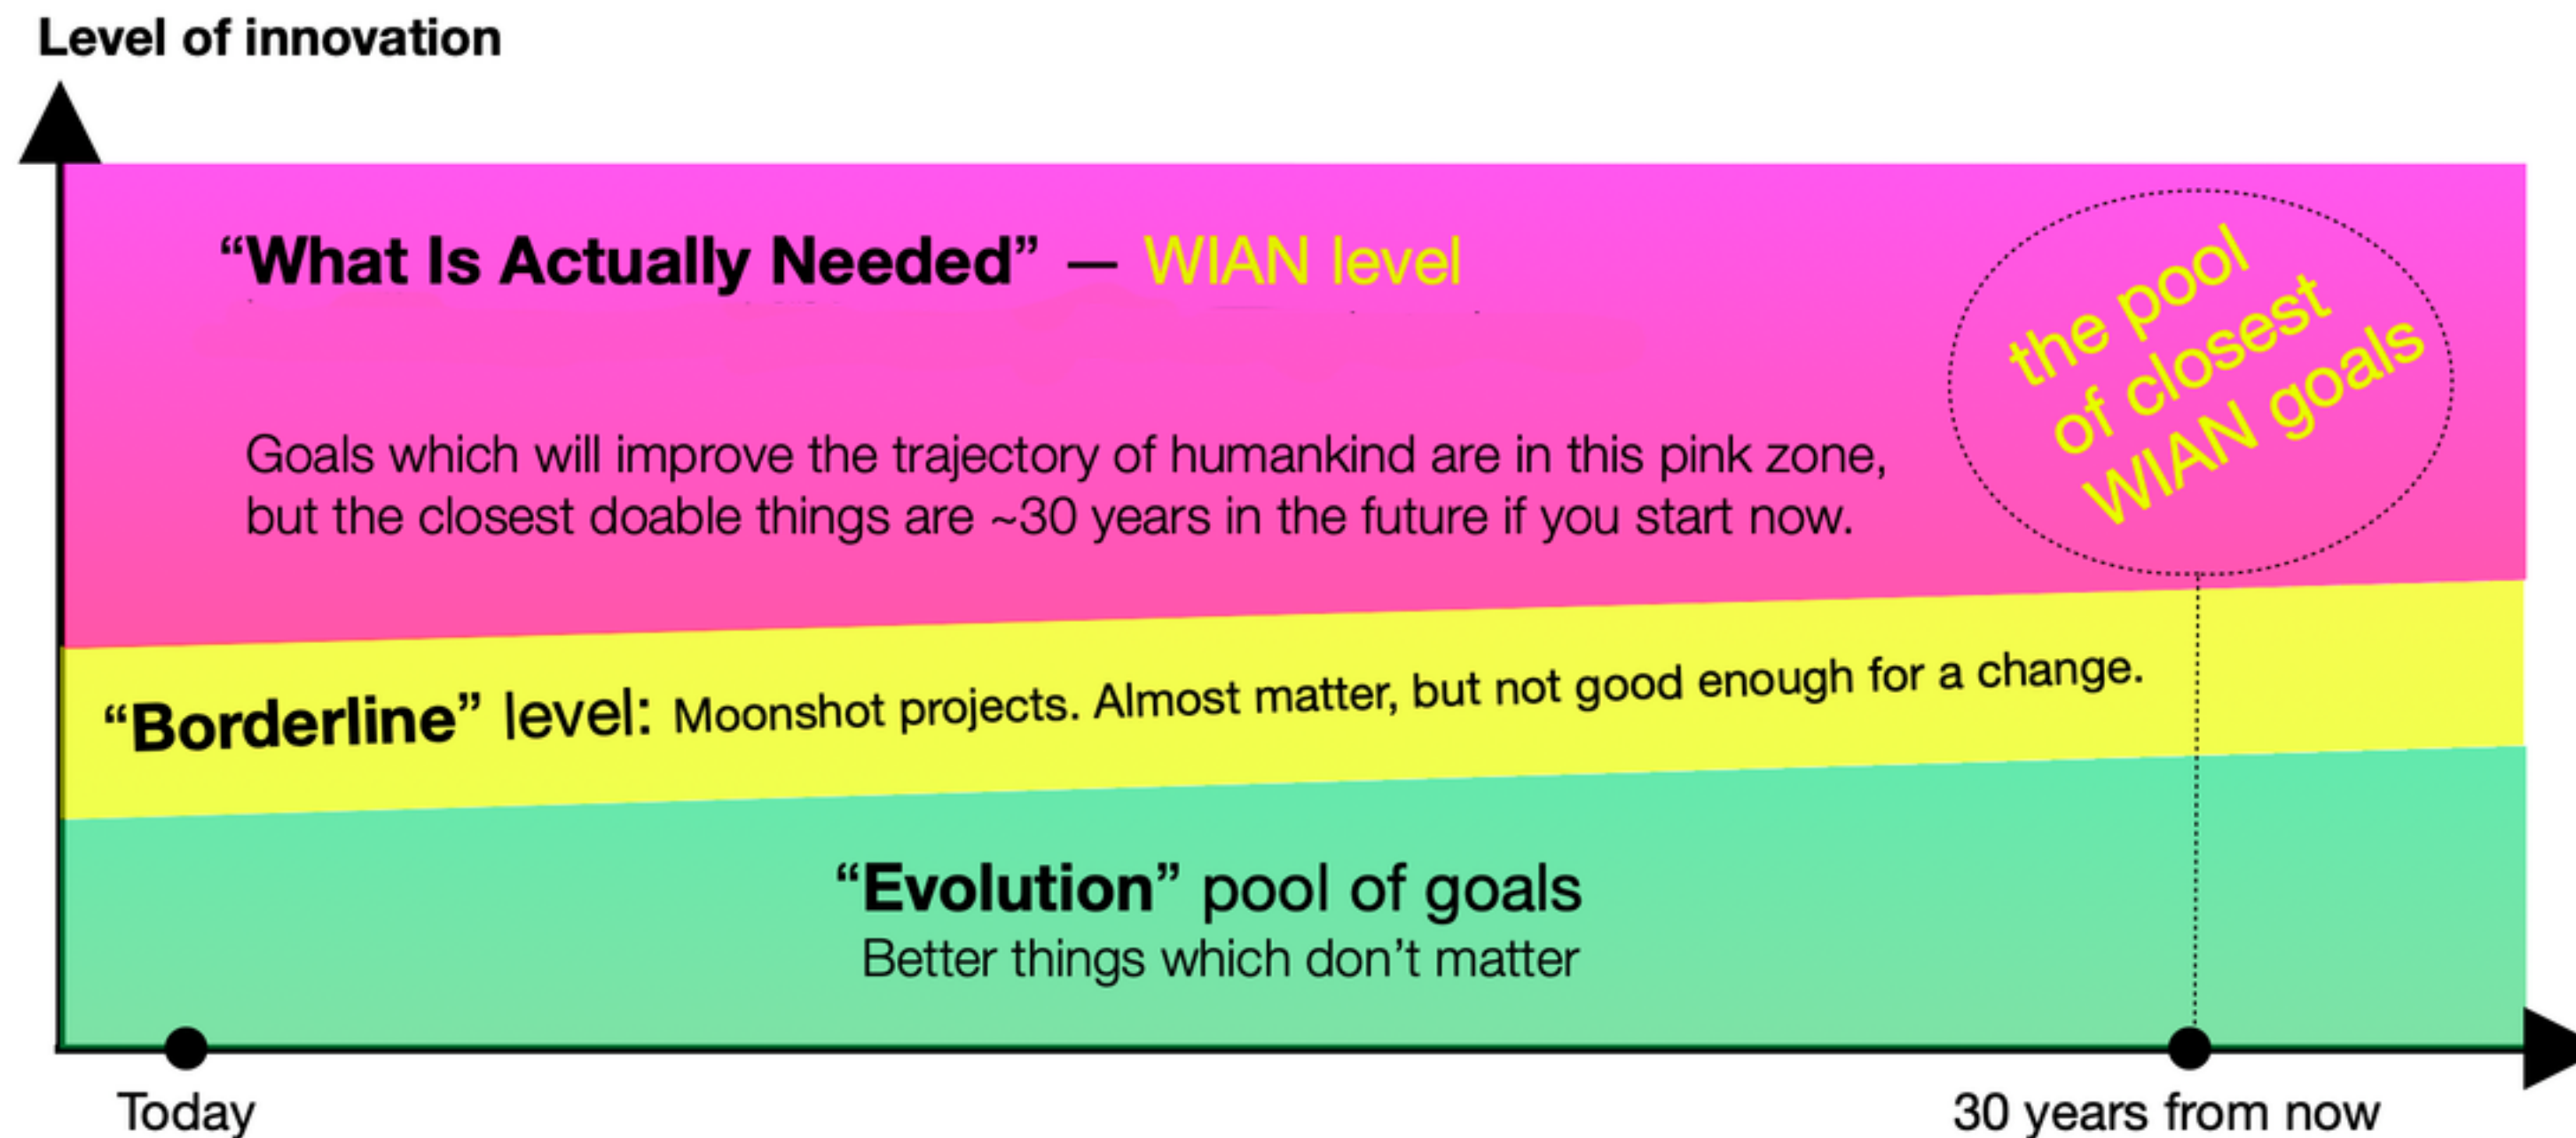 Level of innovation
“What Is Actually Needed” — WIAN level
the pool
of closest
WIAN goals
Goals which will improve the trajectory of humankind are in this pink zone,
but the closest doable things are ~30 years in the future if you start now.
“Borderline” level: Moonshot projects. Almost matter, but not good enough for a change.
“Evolution” pool of goals
Better things which don’t matter
Today
30 years from now